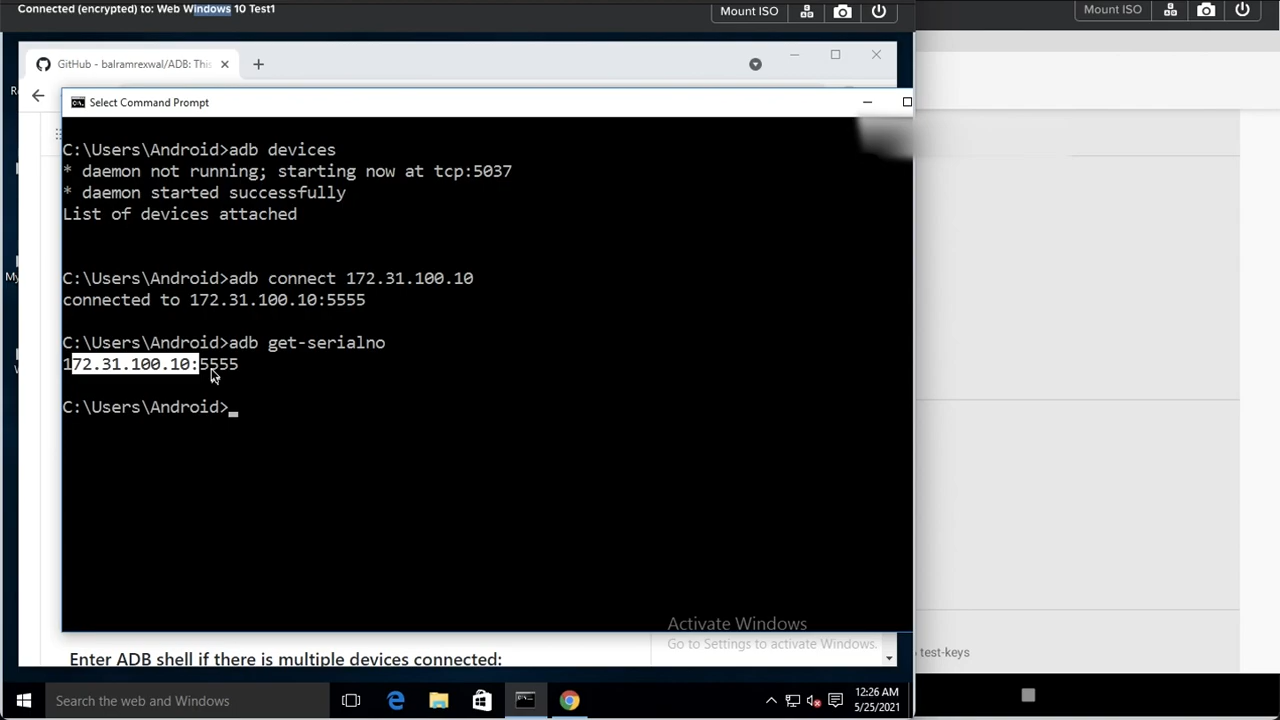 Connected (encrypted) to: Web Windows 10 Test1
Mount ISO
Mount ISO
GitHub - balramrexwal/ADB: This
Select Command Prompt
C:\Users\Android>adb devices
* daemon not running; starting now at tcp:5037
* daemon started successfully
List of devices attached
C:\Users\Android>adb connect 172.31.100.10
connected to 172.31.100.10:5555
C:\Users\Android>adb get-serialno
172.31.100.10:5555
C:\Users\Android>
Activate Windows
Go to Settings to activate Windows.
Enter ADB shell if there is multiple devices connected:
test-keys
Search the web and Windows
12:26 AM
5/25/2021